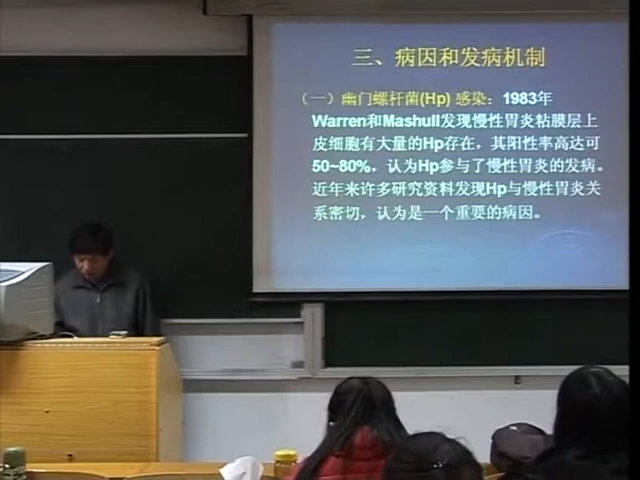 三、病因和发病机制
（一）幽门螺杆菌(Hp) 感染：1983年
Warren和Mashull发现慢性胃炎粘膜层上
皮细胞有大量的Hp存在，其阳性率高达可
50~80%，认为Hp参与了慢性胃炎的发病。
近年来许多研究资料发现Hp与慢性胃炎关
系密切，认为是一个重要的病因。